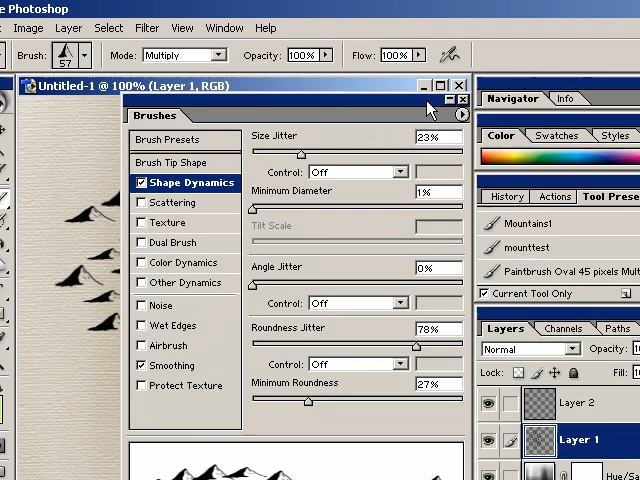 e Photoshop
Image Layer Select Filter View Window Help
Brush: 57 Mode: Multiply Opacity: 100% Flow: 100%
Untitled-1 @ 100% (Layer 1, RGB)
Brushes
Brush Presets
Brush Tip Shape
Shape Dynamics
Scattering
Texture
Dual Brush
Color Dynamics
Other Dynamics
Noise
Wet Edges
Airbrush
Smoothing
Protect Texture
Size Jitter 23%
Control: Off
Minimum Diameter 1%
Tilt Scale
Angle Jitter 0%
Control: Off
Roundness Jitter 78%
Control: Off
Minimum Roundness 27%
Navigator Info
Color Swatches Styles
History Actions Tool Prese
Mountains1
mounttest
Paintbrush Oval 45 pixels Mult
Current Tool Only
Layers Channels Paths
Normal Opacity: 10
Lock: Fill: 10
Layer 2
Layer 1
Hue/Sa